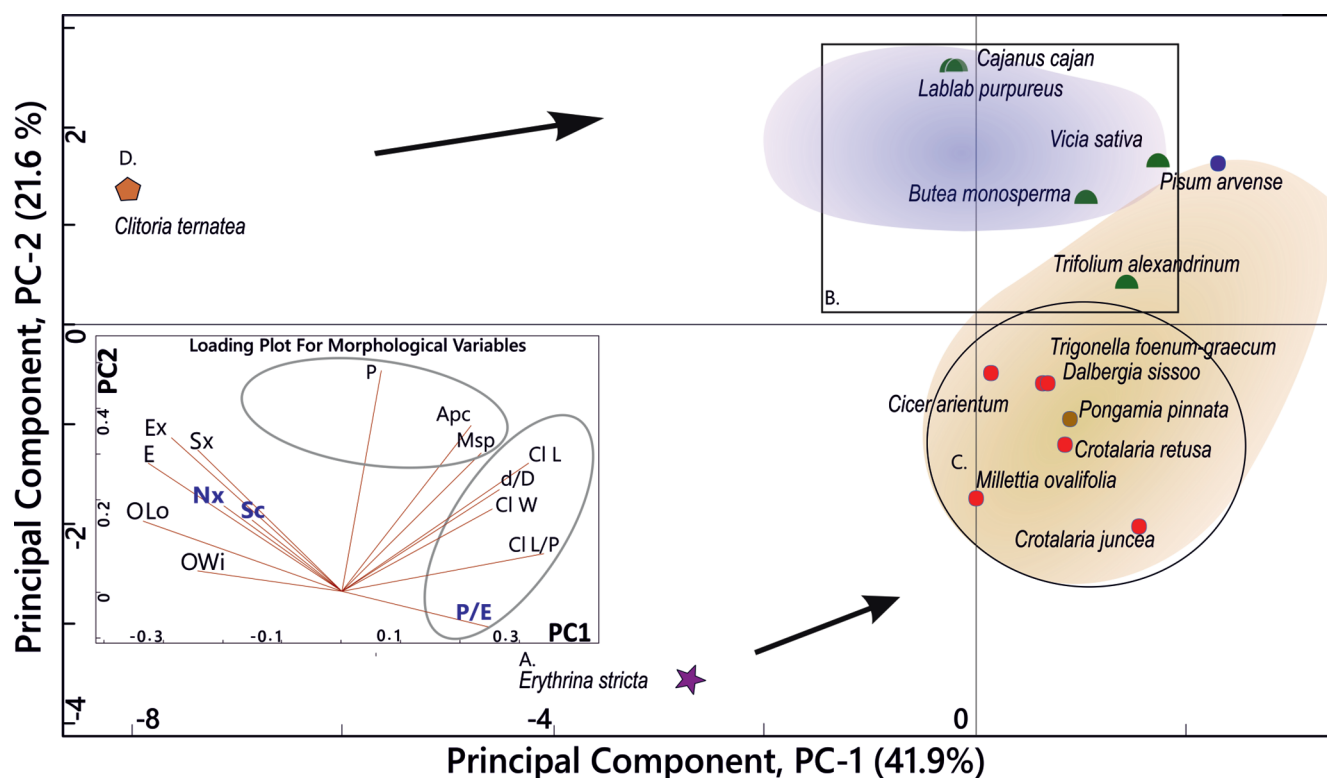 Principal Component, PC-2 (21.6 %)
2
0
-2
-4
D.
Clitoria ternatea
Cajanus cajan
Lablab purpureus
Vicia sativa
Pisum arvense
Butea monosperma
Trifolium alexandrinum
B.
Trigonella foenum-graecum
Dalbergia sissoo
Cicer arientum
Pongamia pinnata
Crotalaria retusa
C.
Millettia ovalifolia
Crotalaria juncea
Loading Plot For Morphological Variables
PC2
P
Apc
Msp
Ex
Sx
E
Cl L
d/D
Nx
Sc
Cl W
OLo
Cl L/P
OWi
P/E
0.4
0.2
0
-0.3
-0.1
0.1
0.3
PC1
A.
Erythrina stricta
-8
-4
0
Principal Component, PC-1 (41.9%)